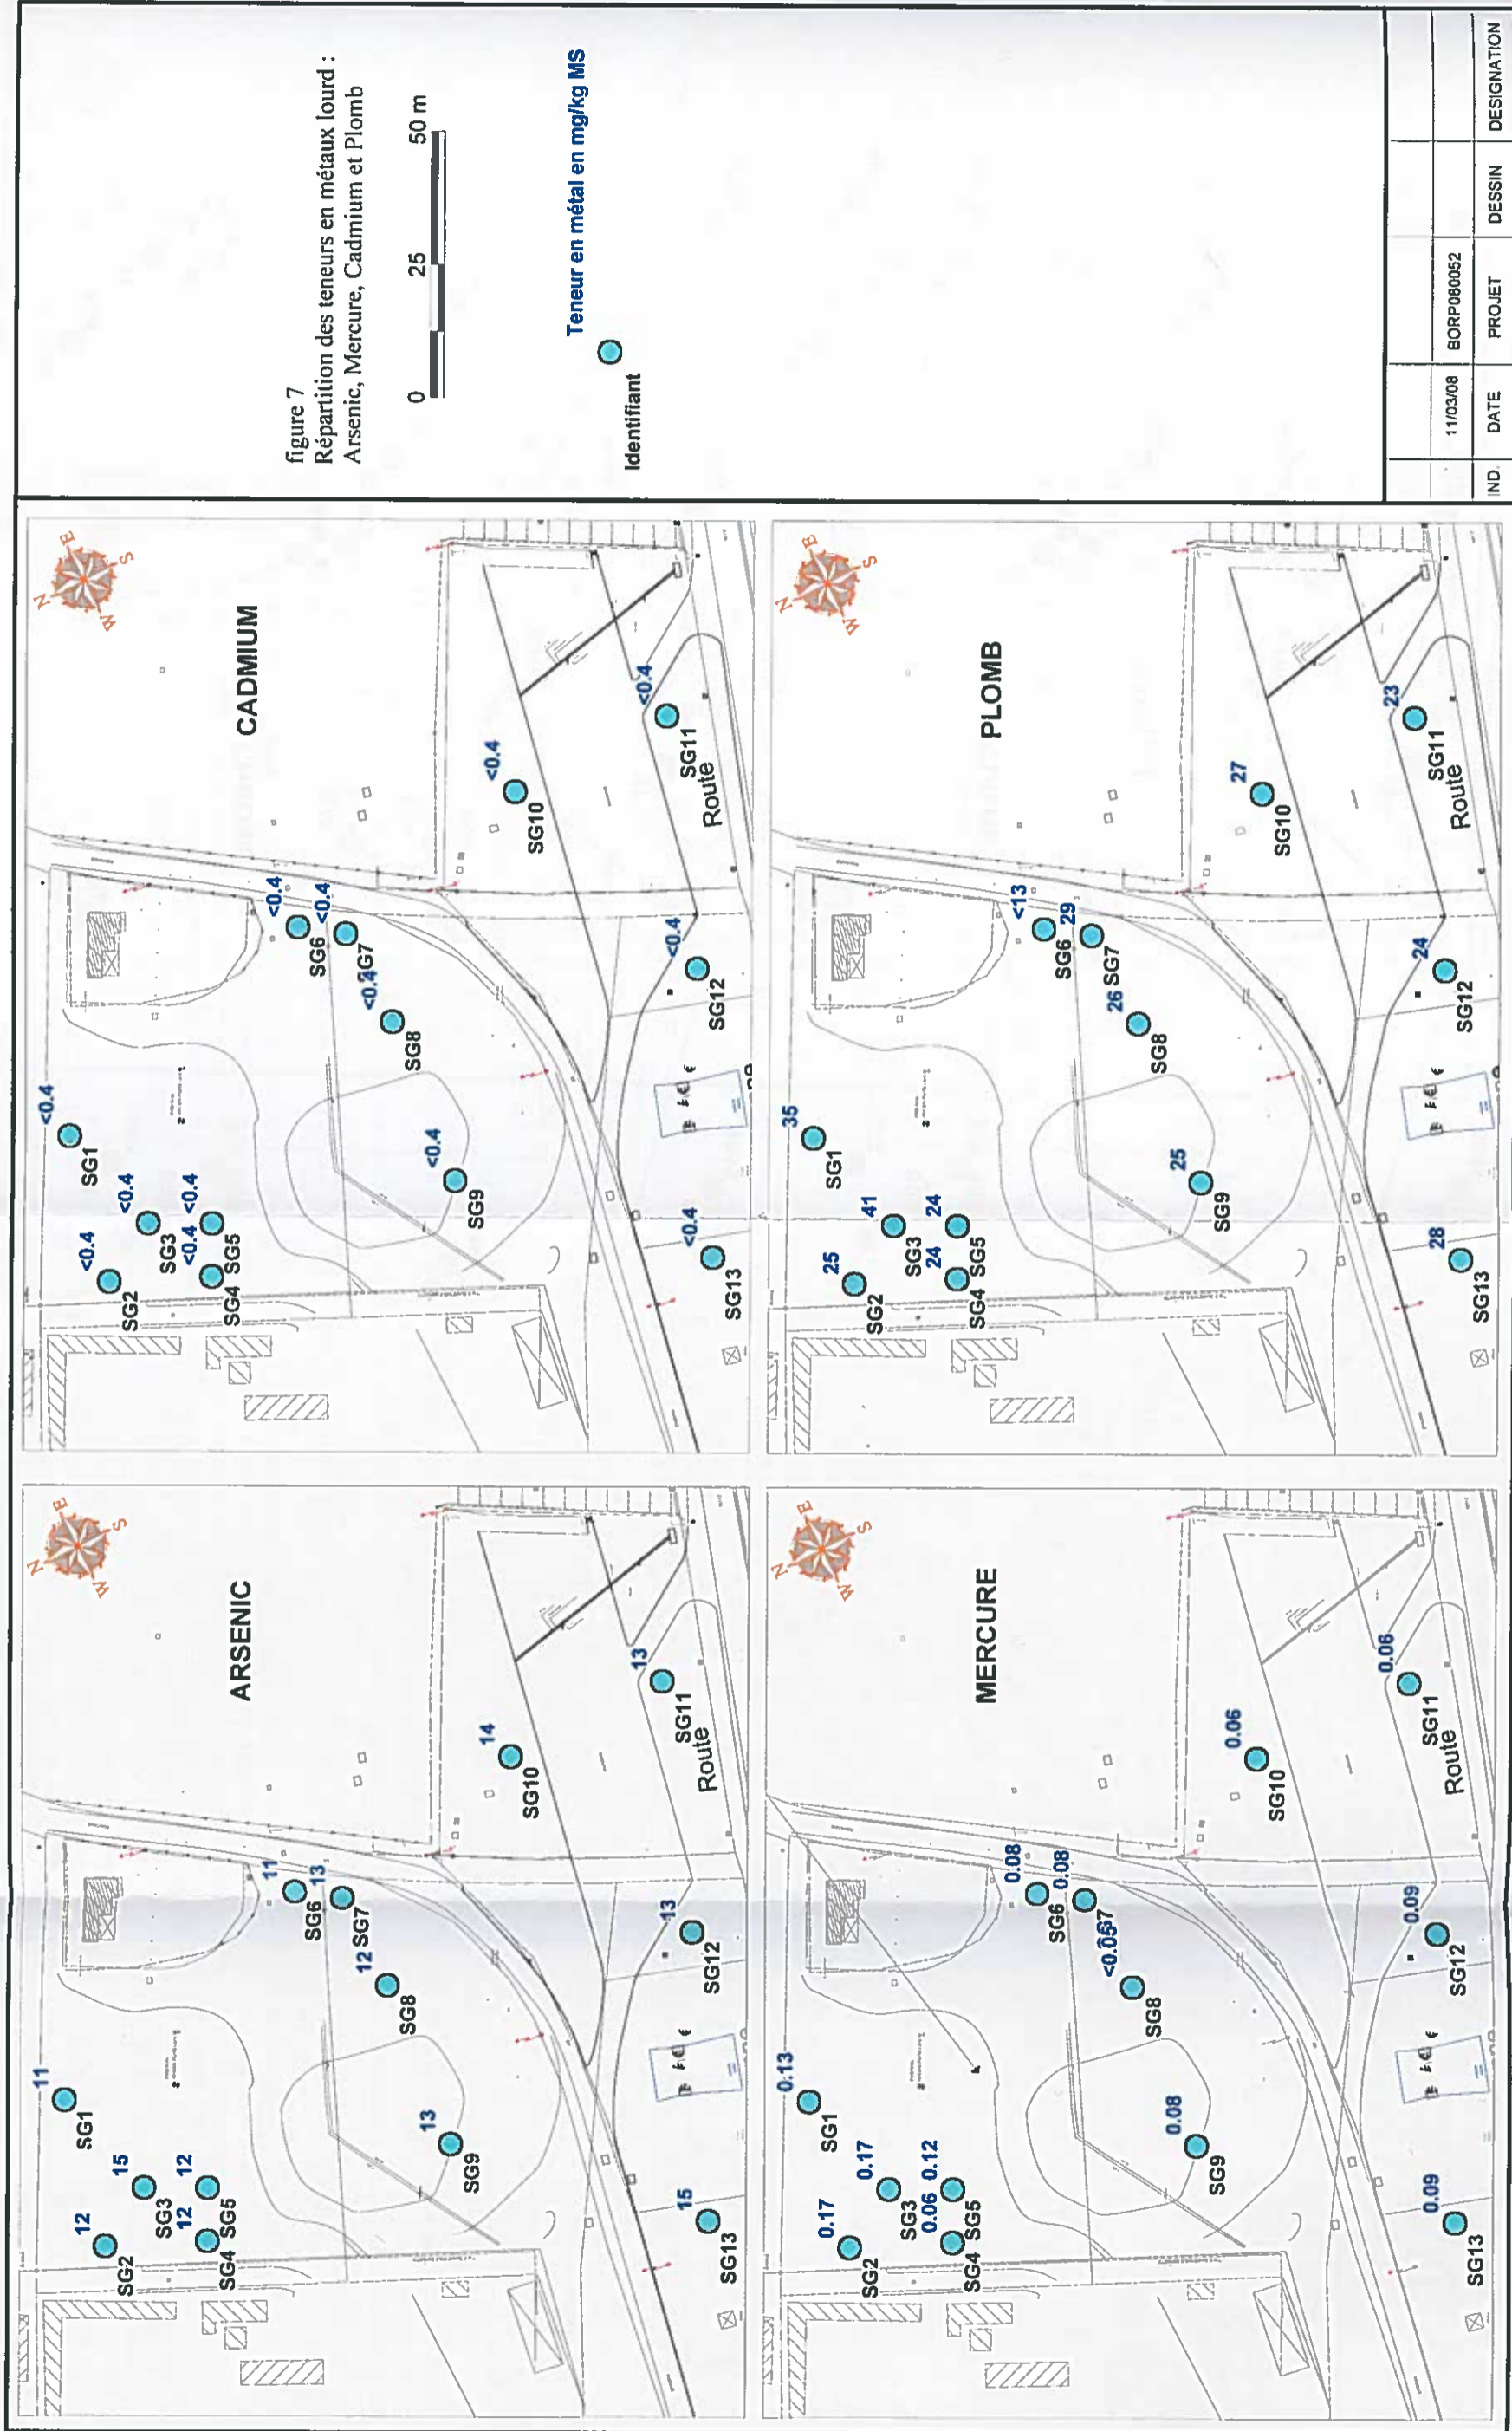 ARSENIC
N
E
S
W
11
SG1
12
SG2
15
SG3
12
SG4
12
SG5
11
SG6
13
SG7
12
SG8
13
SG9
14
SG10
13
SG11
Route
13
SG12
15
SG13
CADMIUM
N
E
S
W
<0.4
SG1
<0.4
SG2
<0.4
SG3
<0.4
SG4
<0.4
SG5
<0.4
SG6
<0.4
SG7
<0.4
SG8
<0.4
SG9
<0.4
SG10
<0.4
SG11
Route
<0.4
SG12
<0.4
SG13
MERCURE
N
E
S
W
0.13
SG1
0.17
SG2
0.17
SG3
0.06
SG4
0.12
SG5
0.08
SG6
0.08
SG7
<0.05
SG8
0.08
SG9
0.06
SG10
0.06
SG11
Route
0.09
SG12
0.09
SG13
PLOMB
N
E
S
W
35
SG1
25
SG2
41
SG3
24
SG4
24
SG5
<13
SG6
29
SG7
26
SG8
25
SG9
27
SG10
23
SG11
Route
24
SG12
28
SG13
figure 7
Répartition des teneurs en métaux lourd :
Arsenic, Mercure, Cadmium et Plomb
0 25 50 m
Teneur en métal en mg/kg MS
Identifiant
11/03/08 BORP080052
IND. DATE PROJET DESSIN DESIGNATION